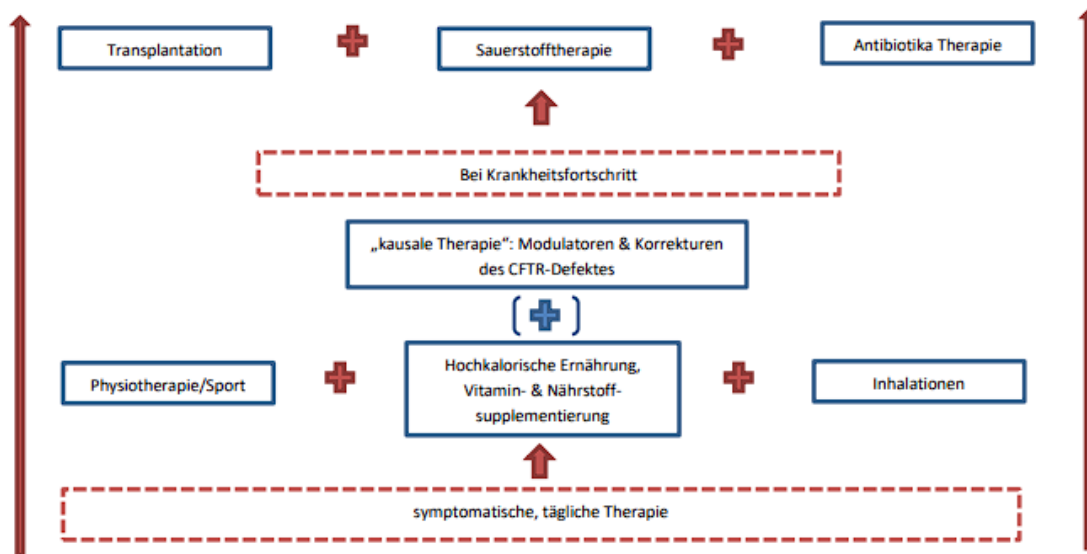 Transplantation
Sauerstofftherapie
Antibiotika Therapie
Bei Krankheitsfortschritt
„kausale Therapie“: Modulatoren & Korrekturen
des CFTR-Defektes
Physiotherapie/Sport
Hochkalorische Ernährung,
Vitamin- & Nährstoff-
supplementierung
Inhalationen
symptomatische, tägliche Therapie